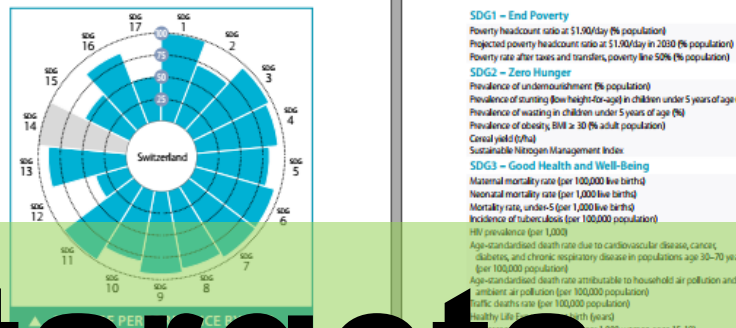 SDG
17
SDG
1
SDG
2
SDG
3
SDG
4
SDG
5
SDG
6
SDG
7
SDG
8
SDG
9
SDG
10
SDG
11
SDG
12
SDG
13
SDG
14
SDG
15
SDG
16
100
75
50
25
Switzerland
SDG1 – End Poverty
Poverty headcount ratio at $1.90/day (% population)
Projected poverty headcount ratio at $1.90/day in 2030 (% population)
Poverty rate after taxes and transfers, poverty line 50% (% population)
SDG2 – Zero Hunger
Prevalence of undernourishment (% population)
Prevalence of stunting (low height-for-age) in children under 5 years of age
Prevalence of wasting in children under 5 years of age (%)
Prevalence of obesity, BMI ≥ 30 (% adult population)
Cereal yield (t/ha)
Sustainable Nitrogen Management Index
SDG3 – Good Health and Well-Being
Maternal mortality rate (per 100,000 live births)
Neonatal mortality rate (per 1,000 live births)
Mortality rate, under-5 (per 1,000 live births)
Incidence of tuberculosis (per 100,000 population)
HIV prevalence (per 1,000)
Age-standardised death rate due to cardiovascular disease, cancer,
diabetes, and chronic respiratory disease in populations age 30–70
(per 100,000 population)
Age-standardised death rate attributable to household air pollution and
ambient air pollution (per 100,000 population)
Traffic deaths rate (per 100,000 population)
Healthy Life birth (years)